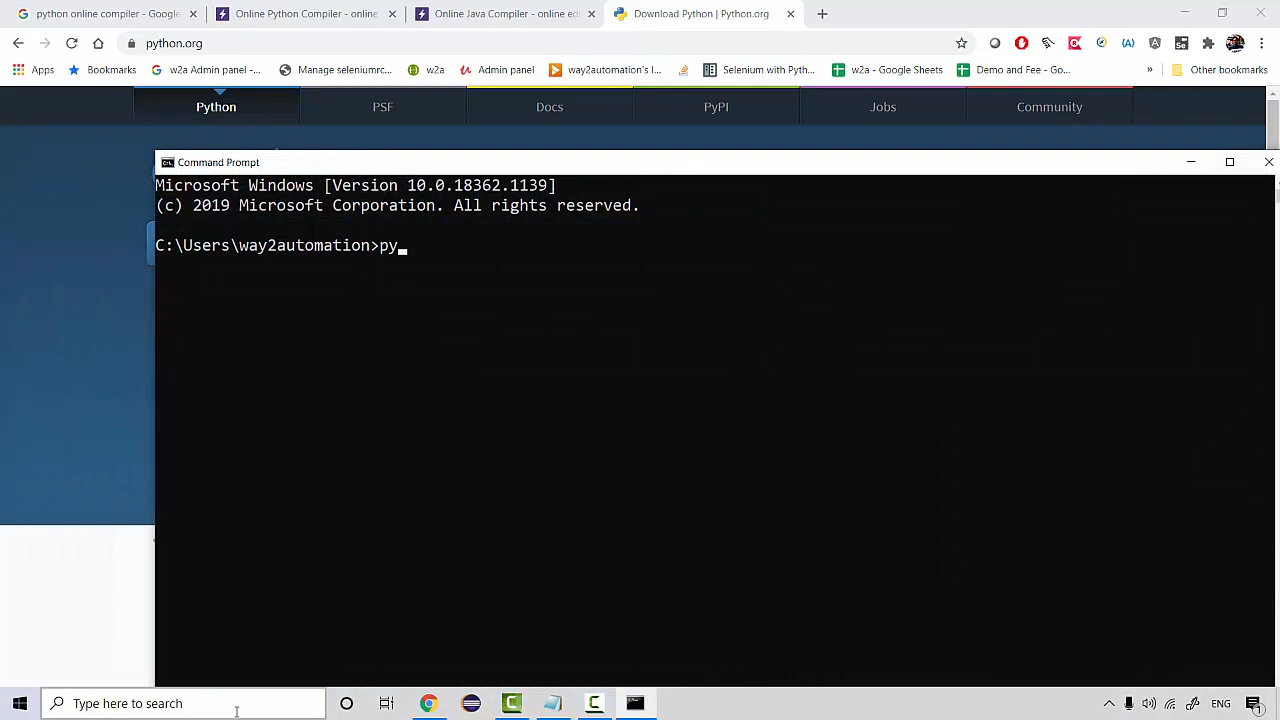 python online compiler - Google
Online Python Compiler - online
Online Java Compiler - online ed
Download Python | Python.org
python.org
Apps
Bookmarks
w2a Admin panel -...
Manage seleniumrc...
w2a
Admin panel
way2automation's l...
Selenium with Pyth...
w2a - Google Sheets
Demo and Fee - Goo...
»
Other bookmarks
Python
PSF
Docs
PyPI
Jobs
Community
Command Prompt
Microsoft Windows [Version 10.0.18362.1139]
(c) 2019 Microsoft Corporation. All rights reserved.
C:\Users\way2automation>py_
Type here to search
ENG